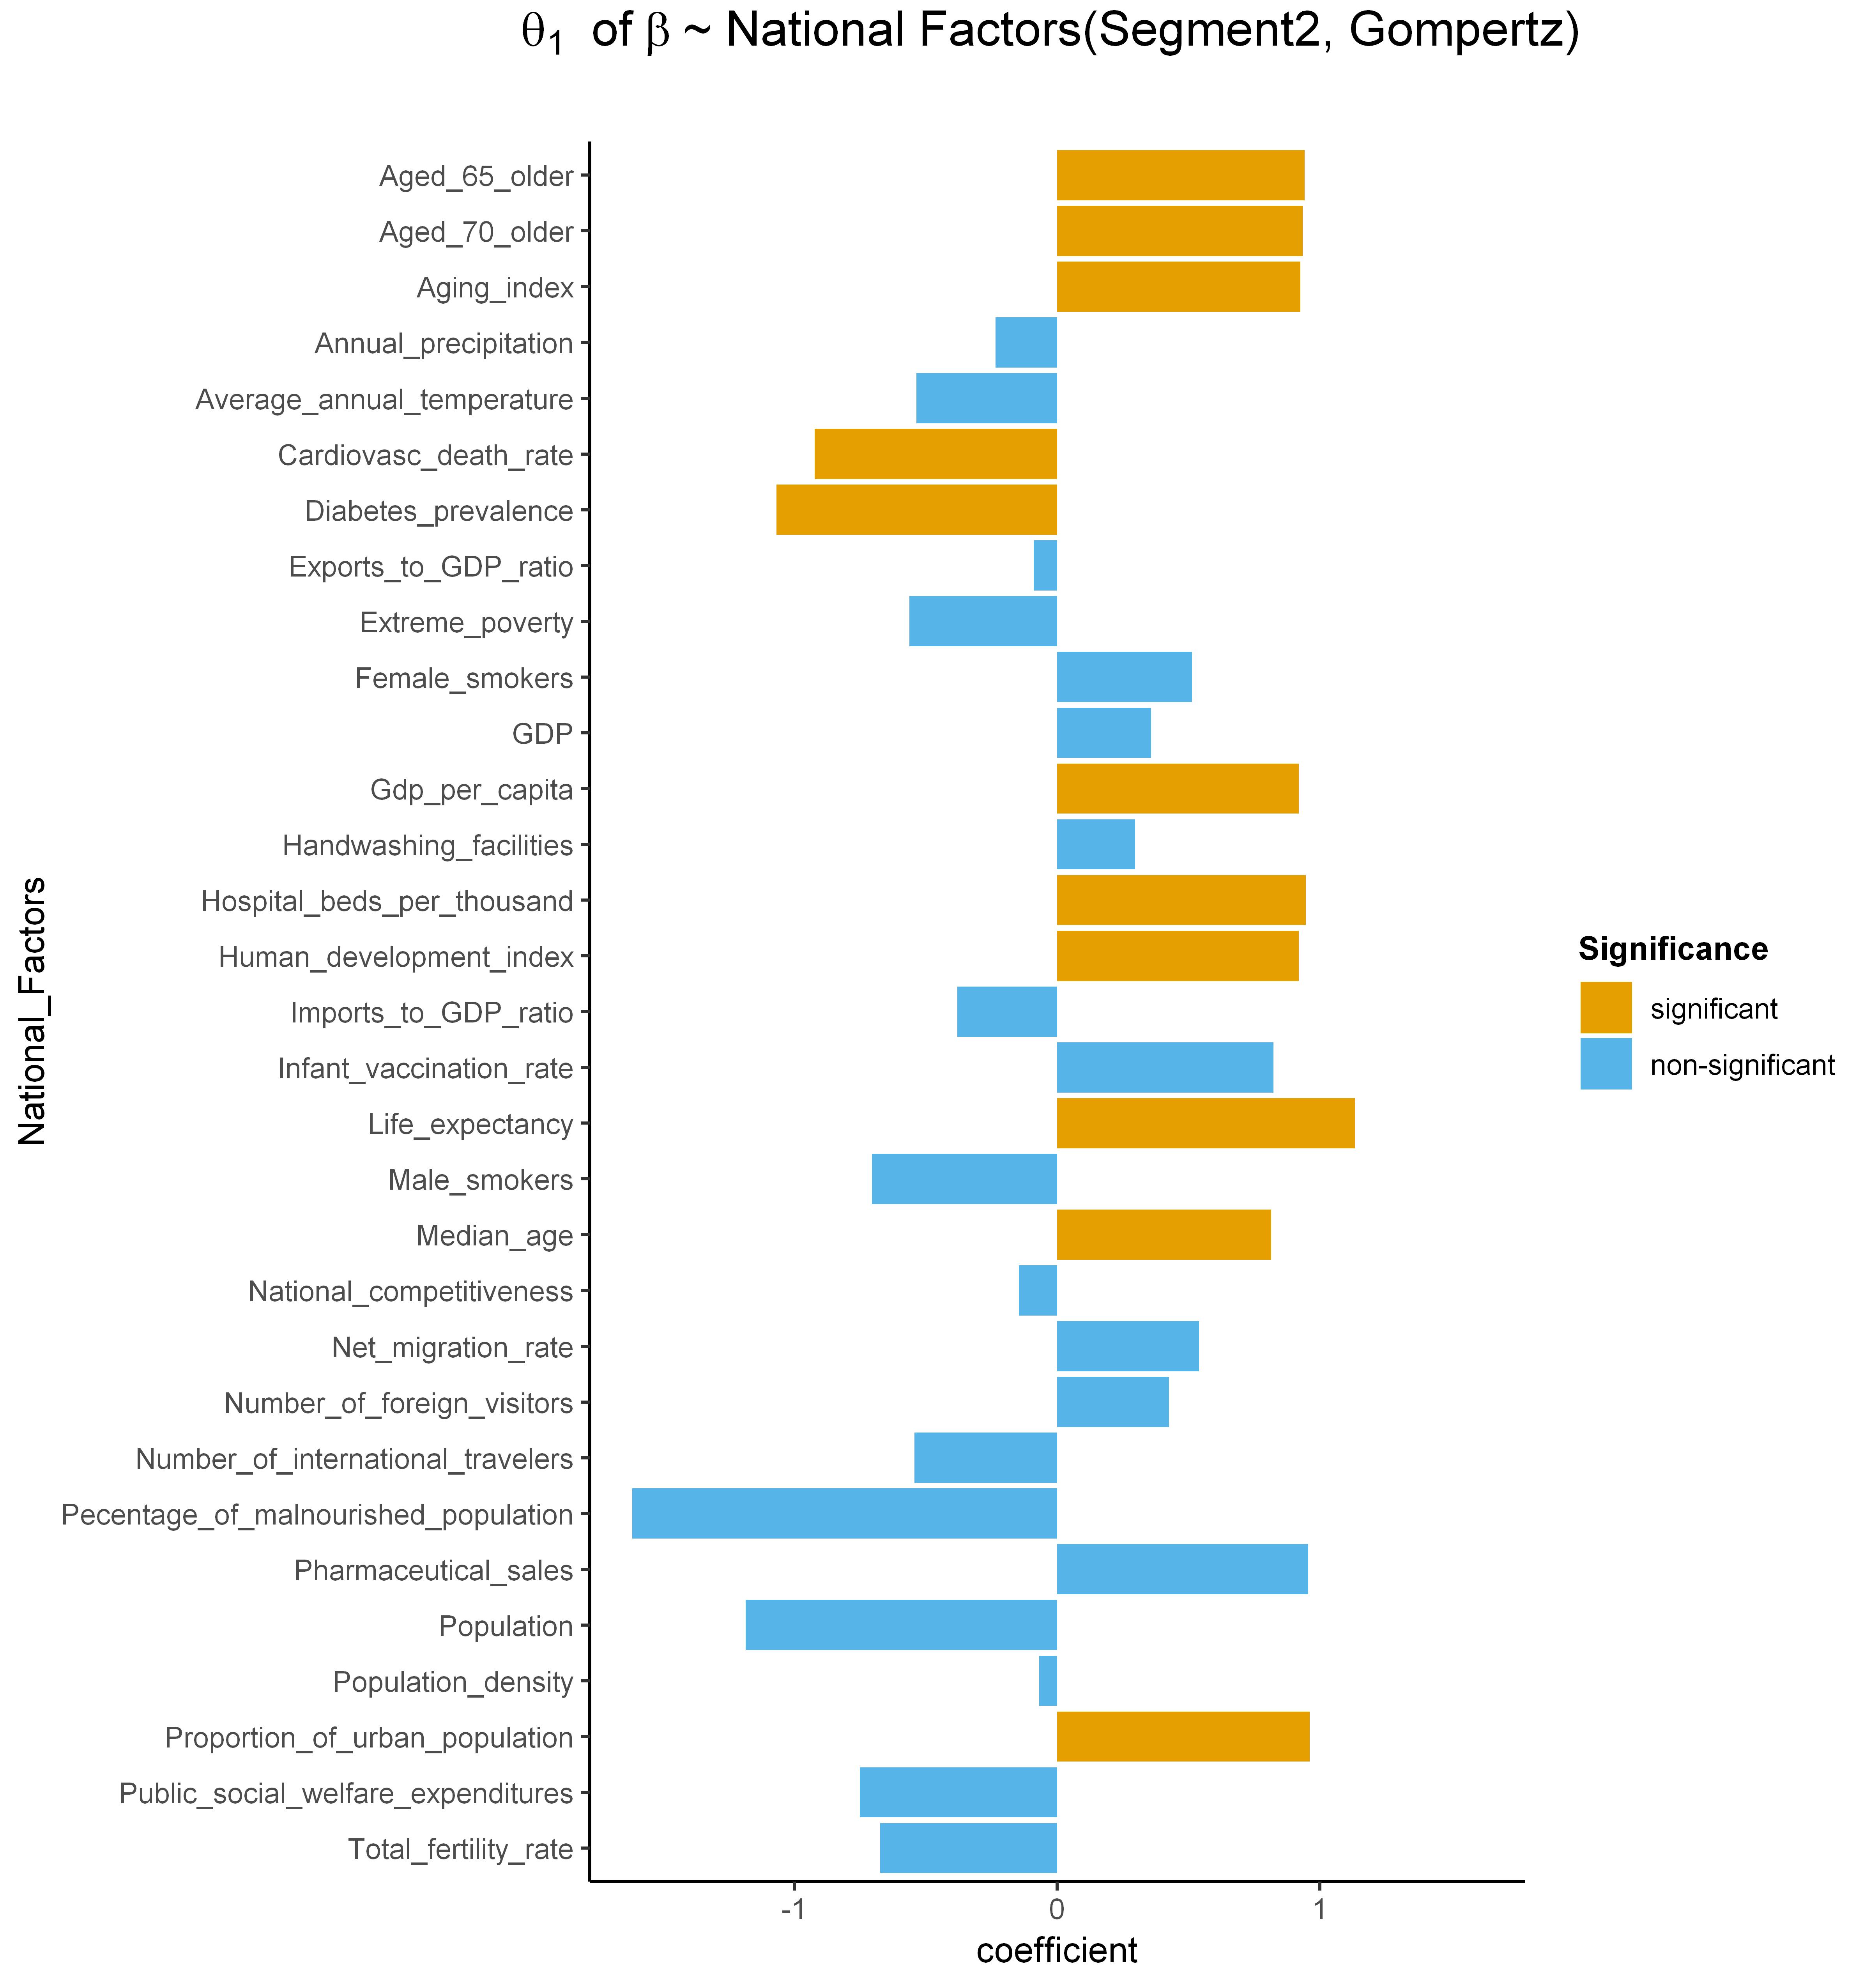 θ1 of β ~ National Factors(Segment2, Gompertz)
National_Factors
Aged_65_older
Aged_70_older
Aging_index
Annual_precipitation
Average_annual_temperature
Cardiovasc_death_rate
Diabetes_prevalence
Exports_to_GDP_ratio
Extreme_poverty
Female_smokers
GDP
Gdp_per_capita
Handwashing_facilities
Hospital_beds_per_thousand
Human_development_index
Imports_to_GDP_ratio
Infant_vaccination_rate
Life_expectancy
Male_smokers
Median_age
National_competitiveness
Net_migration_rate
Number_of_foreign_visitors
Number_of_international_travelers
Pecentage_of_malnourished_population
Pharmaceutical_sales
Population
Population_density
Proportion_of_urban_population
Public_social_welfare_expenditures
Total_fertility_rate
-1 0 1
coefficient
Significance
significant
non-significant